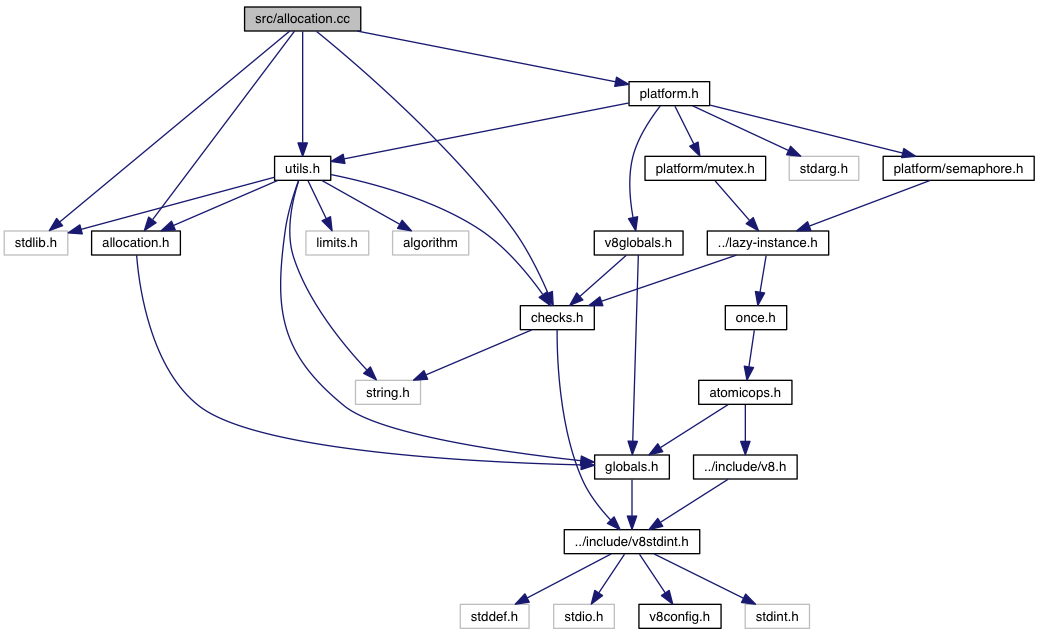 src/allocation.cc
platform.h
utils.h
platform/mutex.h
stdarg.h
platform/semaphore.h
stdlib.h
allocation.h
limits.h
algorithm
v8globals.h
../lazy-instance.h
checks.h
once.h
string.h
atomicops.h
globals.h
../include/v8.h
../include/v8stdint.h
stddef.h
stdio.h
v8config.h
stdint.h